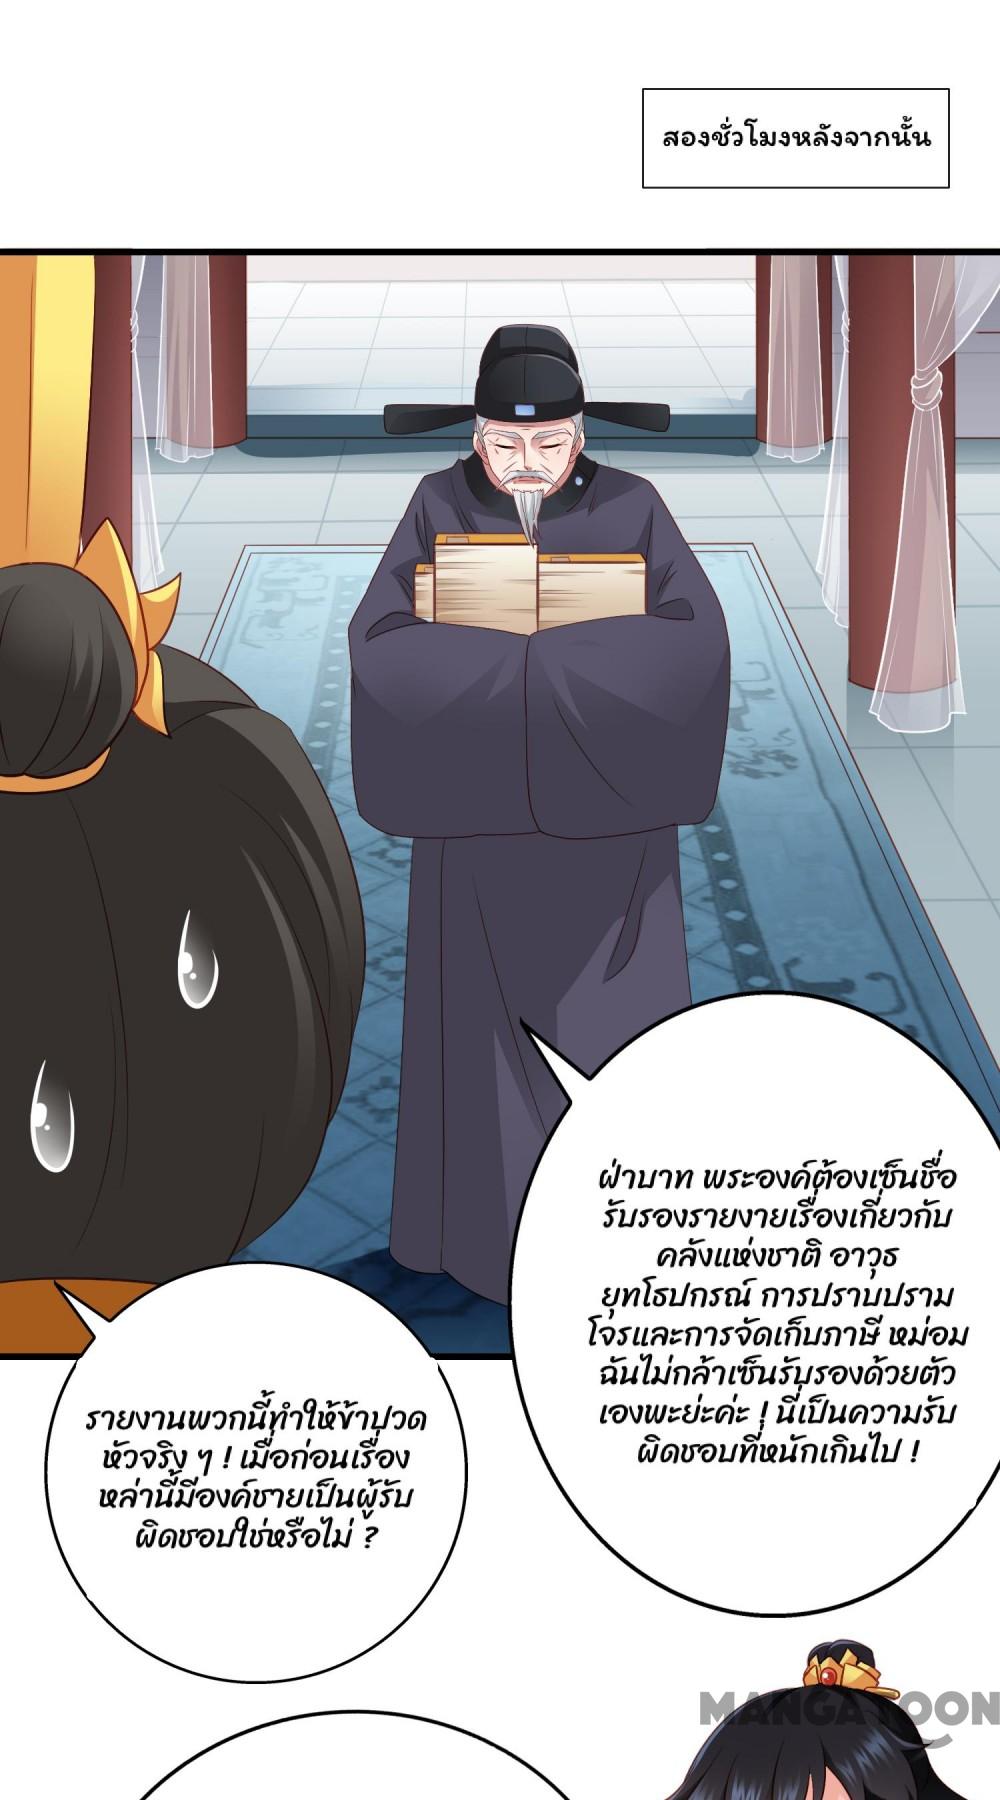 สองชั่วโมงหลังจากนั้น
ฝ่าบาท พระองค์ต้องเซ็นชื่อ
รับรองรายงายเรื่องเกี่ยวกับ
คลังแห่งชาติ อาวุธ
ยุทโธปกรณ์ การปราบปราม
โจรและการจัดเก็บภาษี หม่อม
ฉันไม่กล้าเซ็นรับรองด้วยตัว
เองพะย่ะค่ะ ! นี่เป็นความรับ
ผิดชอบที่หนักเกินไป !
รายงานพวกนี้ทำให้ข้าปวด
หัวจริง ๆ ! เมื่อก่อนเรื่อง
เหล่านี้มีองค์ชายเป็นผู้รับ
ผิดชอบใช่หรือไม่ ?
MANGATOON